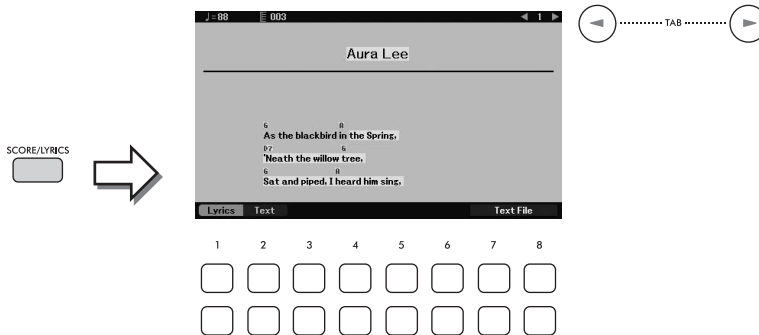 ♩=88 003 ◀ 1 ▶
◀ TAB ▶
Aura Lee
G A
As the blackbird in the Spring,
D7 G
'Neath the willow tree,
G A
Sat and piped, I heard him sing,
SCORE/LYRICS
Lyrics Text Text File
1 2 3 4 5 6 7 8